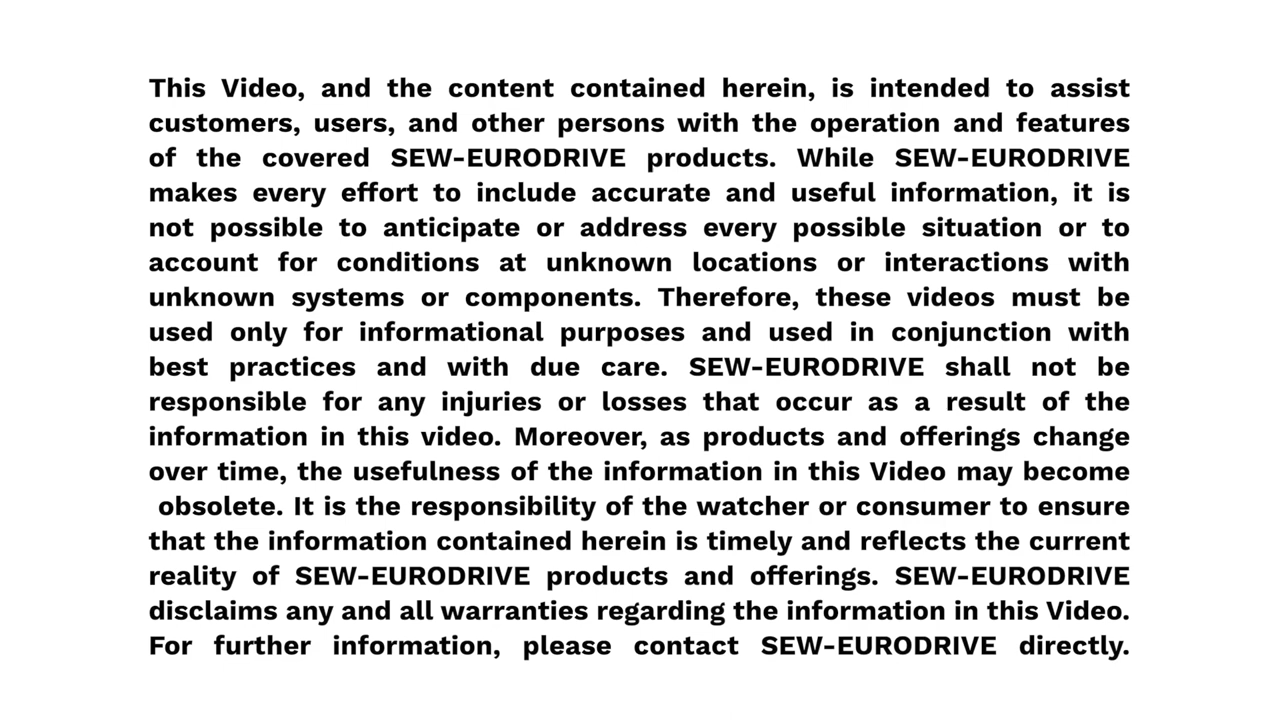 This Video, and the content contained herein, is intended to assist
customers, users, and other persons with the operation and features
of the covered SEW-EURODRIVE products. While SEW-EURODRIVE
makes every effort to include accurate and useful information, it is
not possible to anticipate or address every possible situation or to
account for conditions at unknown locations or interactions with
unknown systems or components. Therefore, these videos must be
used only for informational purposes and used in conjunction with
best practices and with due care. SEW-EURODRIVE shall not be
responsible for any injuries or losses that occur as a result of the
information in this video. Moreover, as products and offerings change
over time, the usefulness of the information in this Video may become
obsolete. It is the responsibility of the watcher or consumer to ensure
that the information contained herein is timely and reflects the current
reality of SEW-EURODRIVE products and offerings. SEW-EURODRIVE
disclaims any and all warranties regarding the information in this Video.
For further information, please contact SEW-EURODRIVE directly.